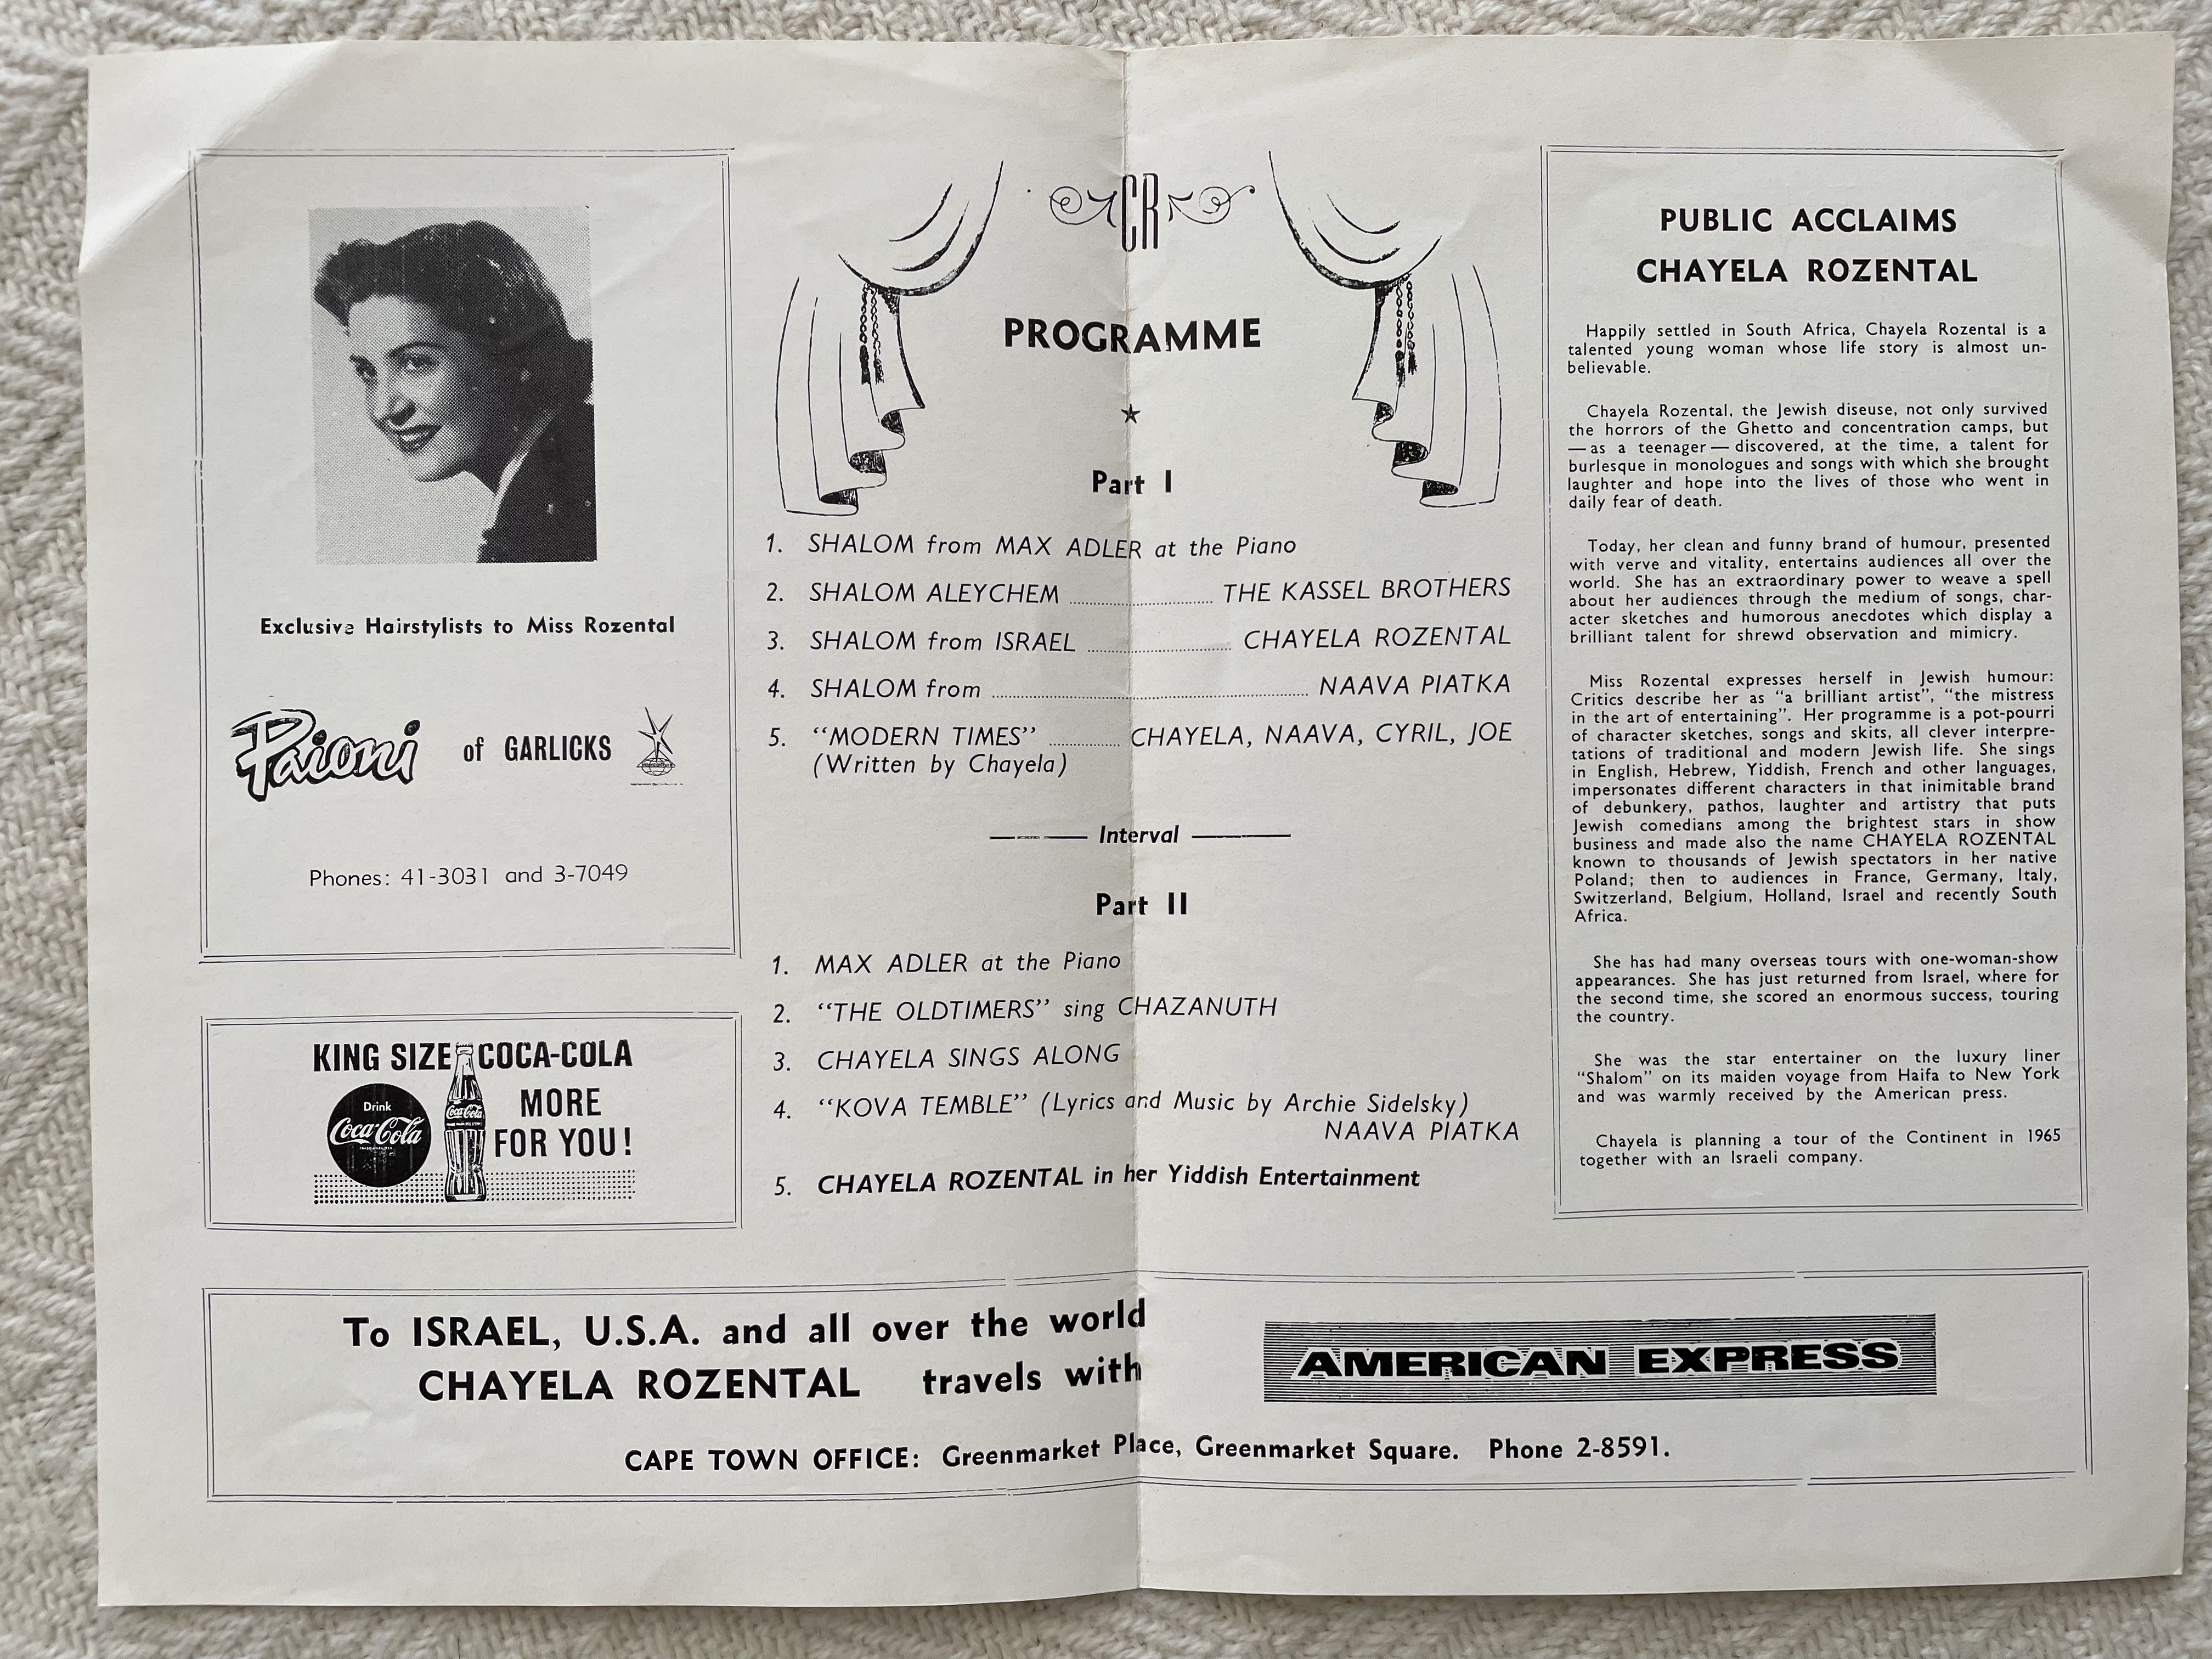 Exclusive Hairstylists to Miss Rozental
Paioni of GARLICKS
Phones: 41-3031 and 3-7049
KING SIZE COCA-COLA
Drink
Coca-Cola
Coca-Cola
MORE
FOR YOU!
CR
PROGRAMME
Part I
1. SHALOM from MAX ADLER at the Piano
2. SHALOM ALEYCHEM ........ THE KASSEL BROTHERS
3. SHALOM from ISRAEL ........ CHAYELA ROZENTAL
4. SHALOM from ........ NAAVA PIATKA
5. "MODERN TIMES" ........ CHAYELA, NAAVA, CYRIL, JOE
(Written by Chayela)
Interval
Part II
1. MAX ADLER at the Piano
2. "THE OLDTIMERS" sing CHAZANUTH
3. CHAYELA SINGS ALONG
4. "KOVA TEMBLE" (Lyrics and Music by Archie Sidelsky)
NAAVA PIATKA
5. CHAYELA ROZENTAL in her Yiddish Entertainment
PUBLIC ACCLAIMS
CHAYELA ROZENTAL
Happily settled in South Africa, Chayela Rozental is a
talented young woman whose life story is almost un-
believable.
Chayela Rozental, the Jewish diseuse, not only survived
the horrors of the Ghetto and concentration camps, but
— as a teenager — discovered, at the time, a talent for
burlesque in monologues and songs with which she brought
laughter and hope into the lives of those who went in
daily fear of death.
Today, her clean and funny brand of humour, presented
with verve and vitality, entertains audiences all over the
world. She has an extraordinary power to weave a spell
about her audiences through the medium of songs, char-
acter sketches and humorous anecdotes which display a
brilliant talent for shrewd observation and mimicry.
Miss Rozental expresses herself in Jewish humour:
Critics describe her as "a brilliant artist", "the mistress
in the art of entertaining". Her programme is a pot-pourri
of character sketches, songs and skits, all clever interpre-
tations of traditional and modern Jewish life. She sings
in English, Hebrew, Yiddish, French and other languages,
impersonates different characters in that inimitable brand
of debunkery, pathos, laughter and artistry that puts
Jewish comedians among the brightest stars in show
business and made also the name CHAYELA ROZENTAL
known to thousands of Jewish spectators in her native
Poland; then to audiences in France, Germany, Italy,
Switzerland, Belgium, Holland, Israel and recently South
Africa.
She has had many overseas tours with one-woman-show
appearances. She has just returned from Israel, where for
the second time, she scored an enormous success, touring
the country.
She was the star entertainer on the luxury liner
"Shalom" on its maiden voyage from Haifa to New York
and was warmly received by the American press.
Chayela is planning a tour of the Continent in 1965
together with an Israeli company.
To ISRAEL, U.S.A. and all over the world
CHAYELA ROZENTAL travels with
AMERICAN EXPRESS
CAPE TOWN OFFICE: Greenmarket Place, Greenmarket Square. Phone 2-8591.